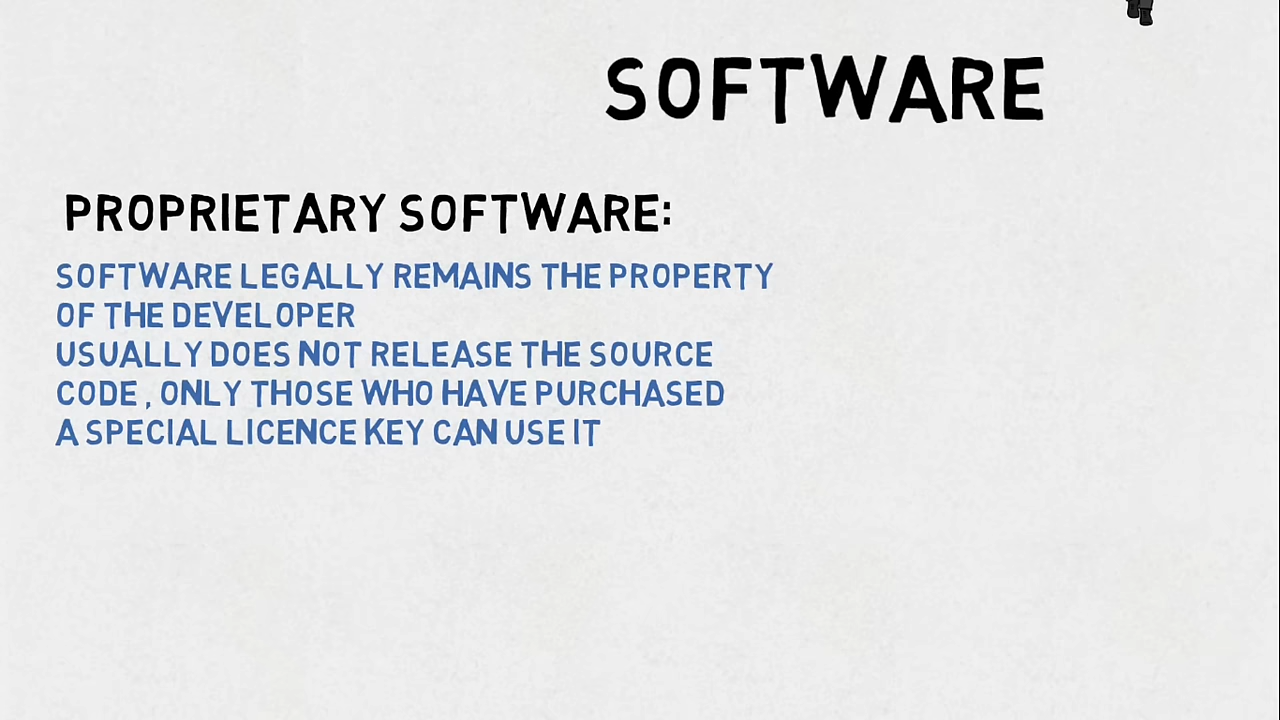 SOFTWARE
PROPRIETARY SOFTWARE:
SOFTWARE LEGALLY REMAINS THE PROPERTY
OF THE DEVELOPER
USUALLY DOES NOT RELEASE THE SOURCE
CODE , ONLY THOSE WHO HAVE PURCHASED
A SPECIAL LICENCE KEY CAN USE IT